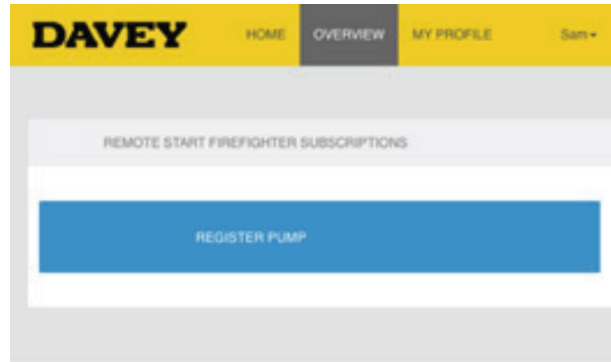 DAVEY HOME OVERVIEW MY PROFILE Sam
REMOTE START FIREFIGHTER SUBSCRIPTIONS
REGISTER PUMP